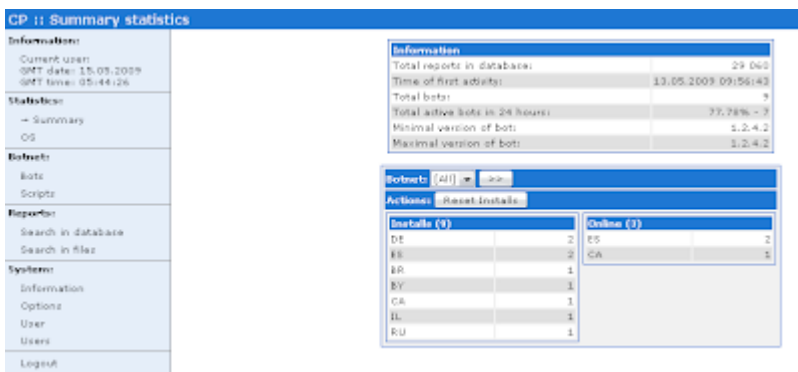 CP :: Summary statistics
Information:
Current user:
GMT date: 15.05.2009
GMT time: 05:44:26
Statistics:
→ Summary
OS
Botnet:
Bots
Scripts
Reports:
Search in database
Search in files
System:
Information
Options
User
Users
Logout
Information
Total reports in database: 29 060
Time of first activity: 13.05.2009 09:56:43
Total bots: 9
Total active bots in 24 hours: 77.78% - 7
Minimal version of bot: 1.2.4.2
Maximal version of bot: 1.2.4.2
Botnet: [All] >>
Actions: Reset Installs
Installs (9) Online (3)
DE 2 ES 2
ES 2 CA 1
BR 1
BY 1
CA 1
IL 1
RU 1